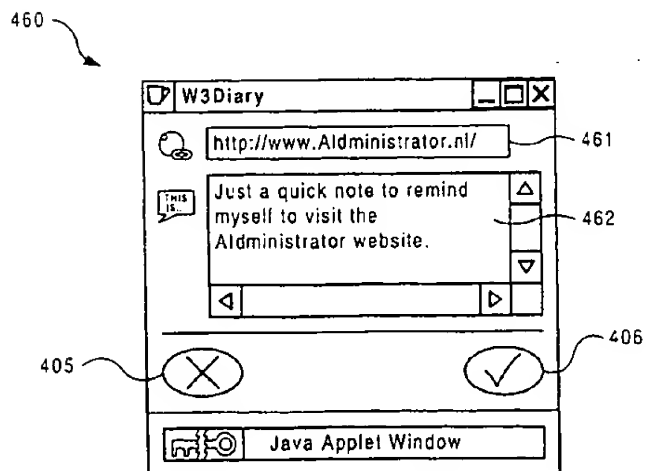 460
W3Diary
http://www.AIdministrator.nl/
461
THIS
IS..
Just a quick note to remind
myself to visit the
AIdministrator website.
462
405
406
Java Applet Window